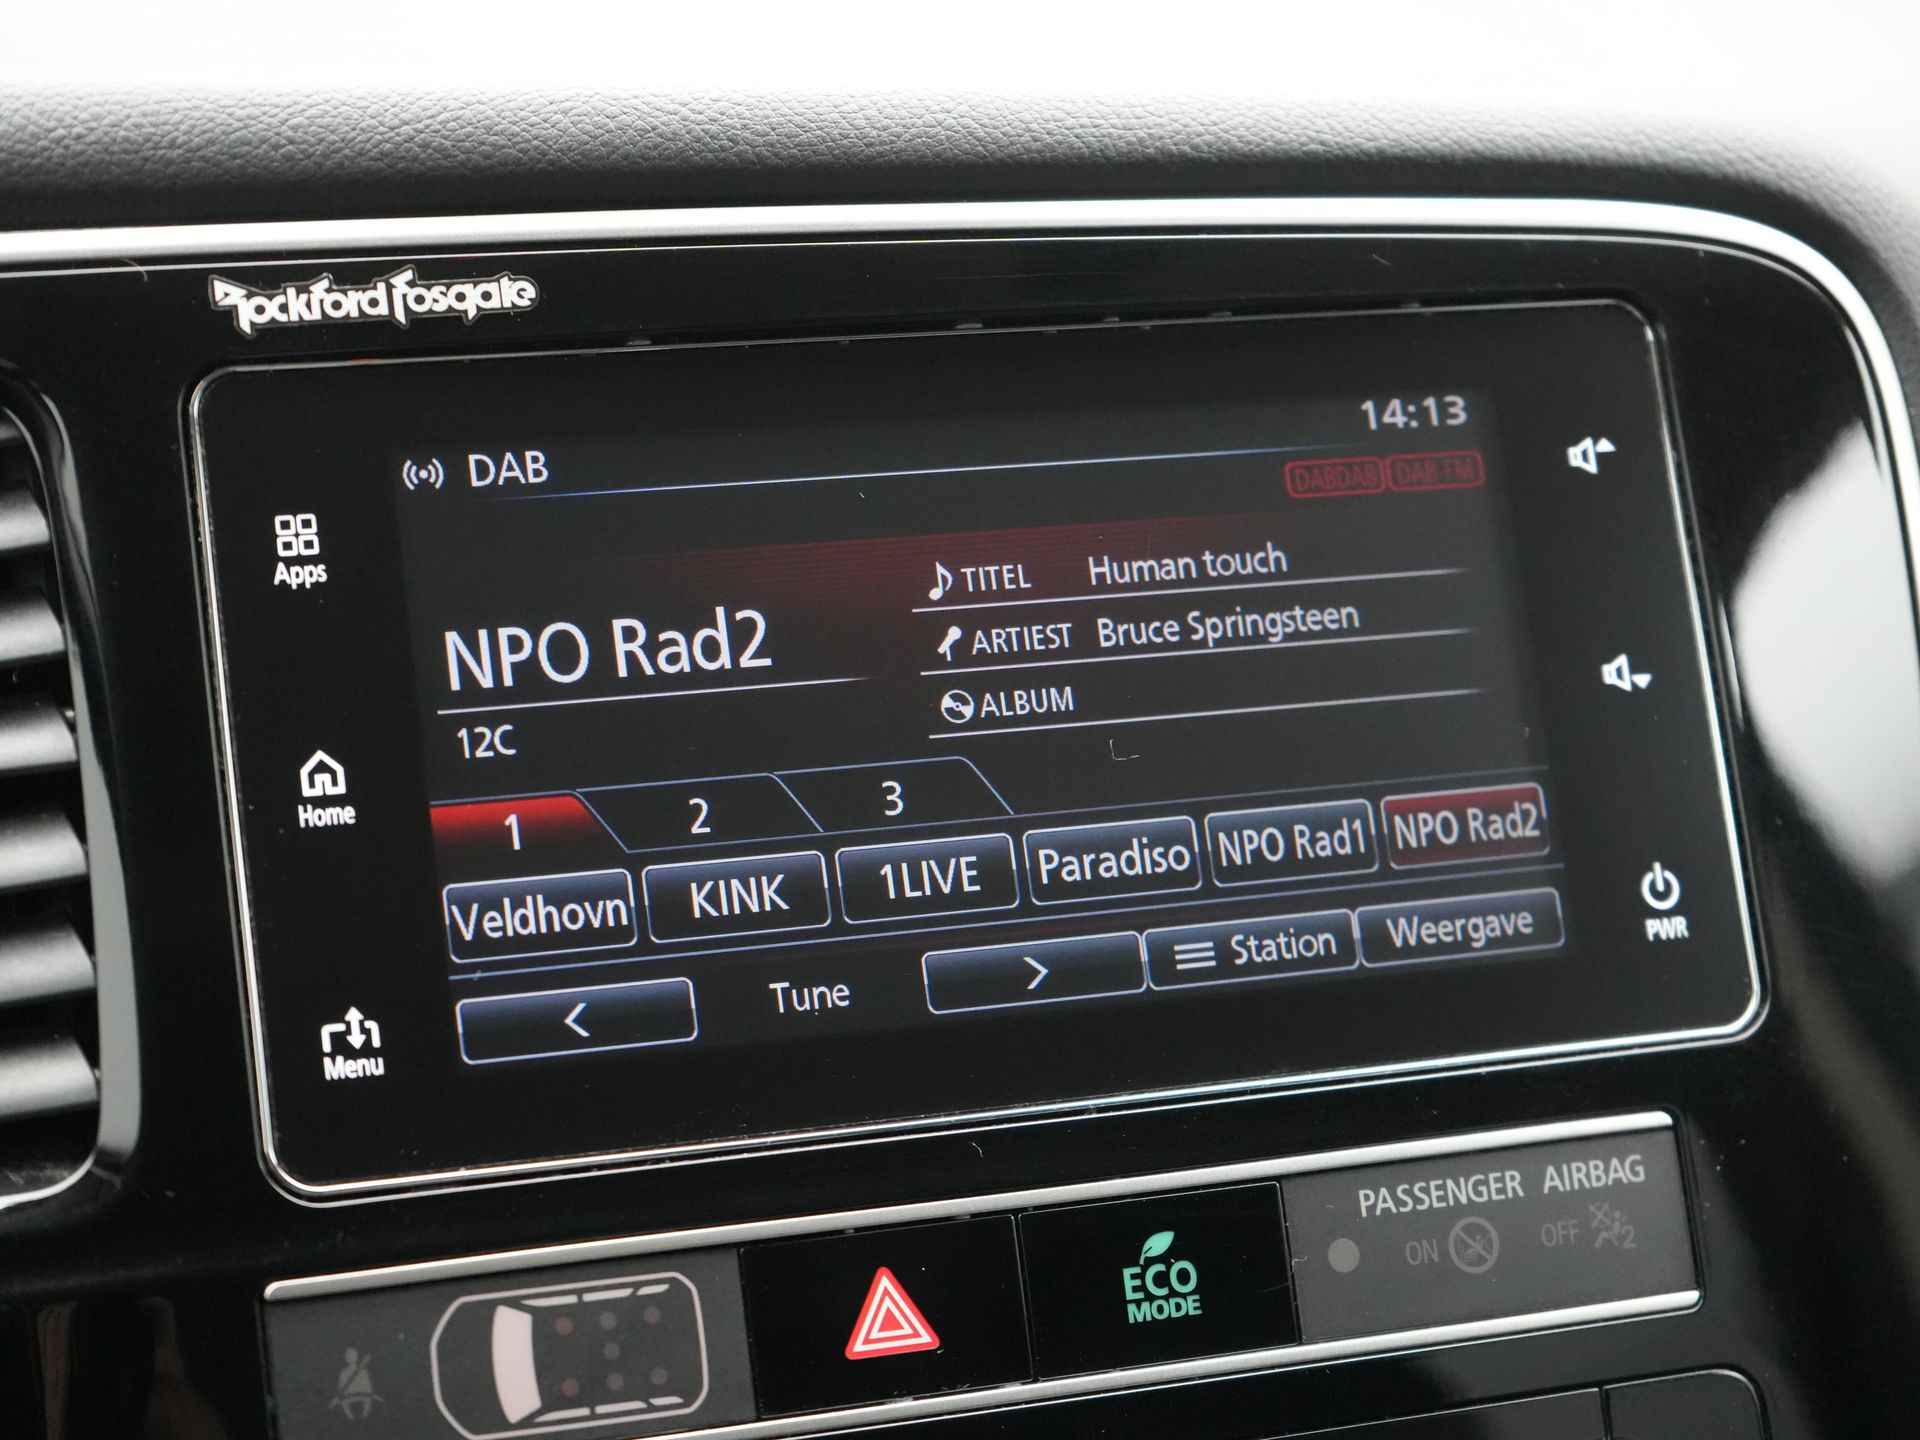 Rockford Fosgate
14:13
DAB
DABDAB DAB FM
Apps
TITEL Human touch
NPO Rad2
ARTIEST Bruce Springsteen
ALBUM
12C
Home
1 2 3
Veldhovn KINK 1LIVE Paradiso NPO Rad1 NPO Rad2
PWR
< Tune > Station Weergave
Menu
PASSENGER AIRBAG
ON OFF 2
ECO
MODE